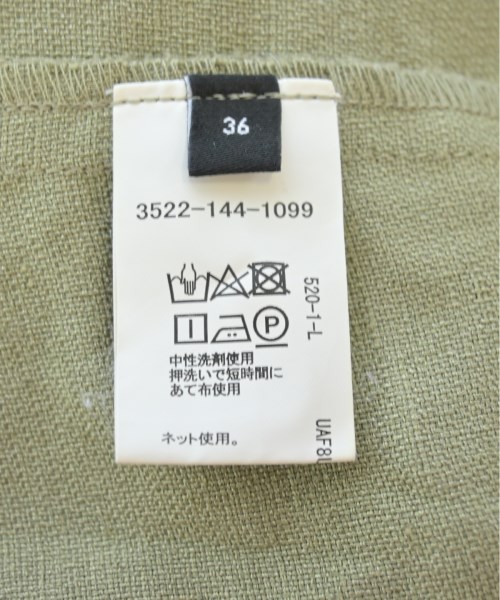 36
3522-144-1099
P
520-1-L
中性洗剤使用
押洗いで短時間に
あて布使用
ネット使用。